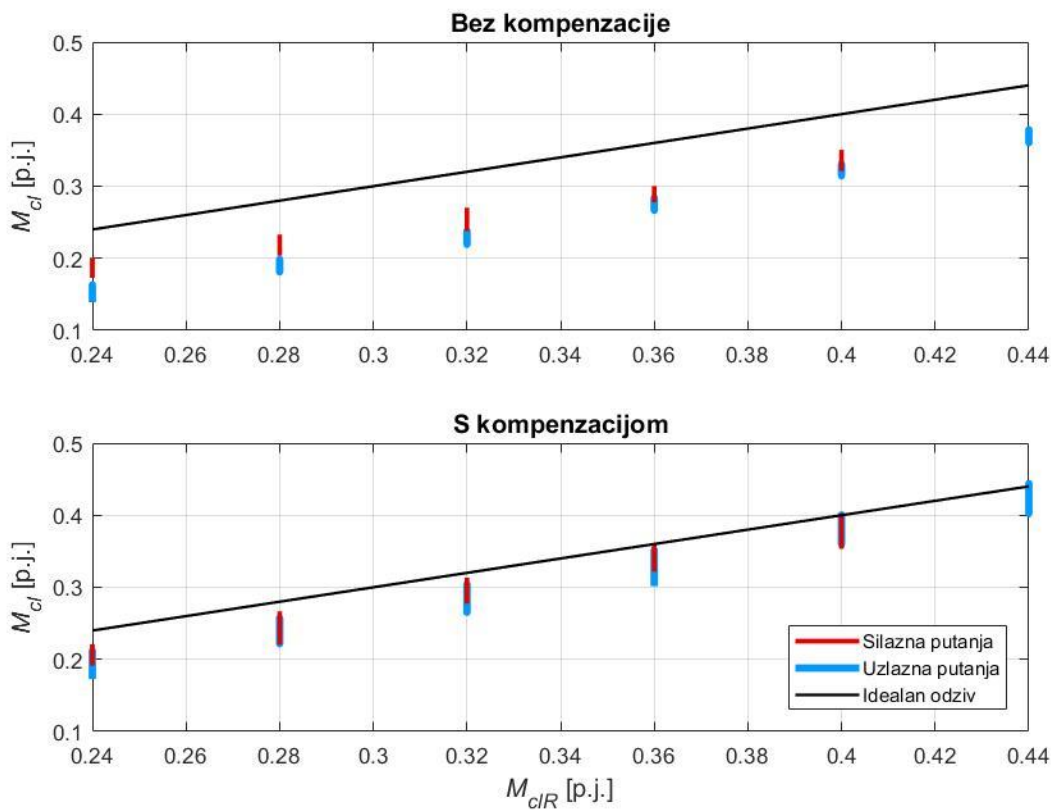 Bez kompenzacije
0.5
0.4
0.3
0.2
0.1
M_cl [p.j.]
0.24 0.26 0.28 0.3 0.32 0.34 0.36 0.38 0.4 0.42 0.44
S kompenzacijom
0.5
0.4
0.3
0.2
0.1
M_cl [p.j.]
Silazna putanja
Uzlazna putanja
Idealan odziv
0.24 0.26 0.28 0.3 0.32 0.34 0.36 0.38 0.4 0.42 0.44
M_clR [p.j.]